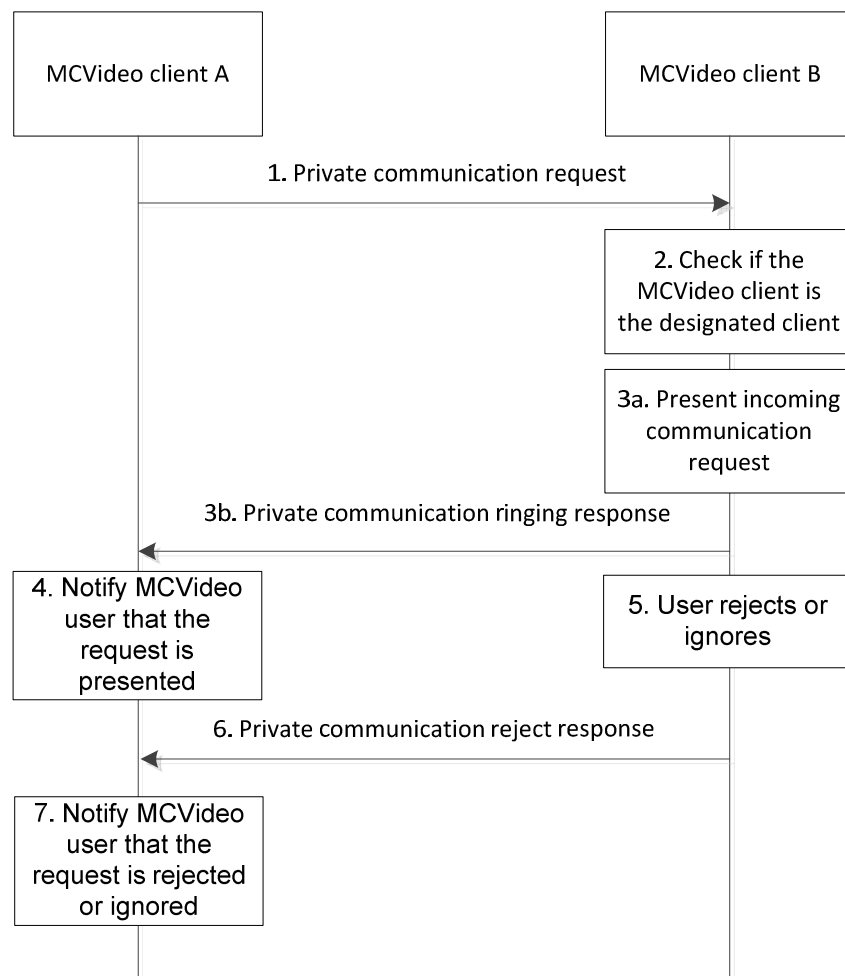 MCVideo client A
MCVideo client B
1. Private communication request
2. Check if the
MCVideo client is
the designated client
3a. Present incoming
communication
request
3b. Private communication ringing response
4. Notify MCVideo
user that the
request is
presented
5. User rejects or
ignores
6. Private communication reject response
7. Notify MCVideo
user that the
request is rejected
or ignored